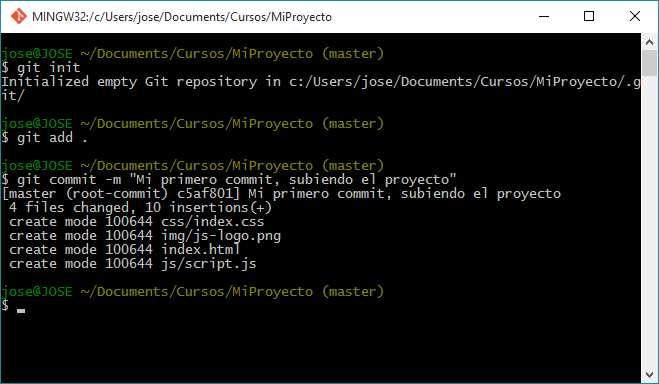 MINGW32:/c/Users/jose/Documents/Cursos/MiProyecto
jose@JOSE ~/Documents/Cursos/MiProyecto (master)
$ git init
Initialized empty Git repository in c:/Users/jose/Documents/Cursos/MiProyecto/.g
it/
jose@JOSE ~/Documents/Cursos/MiProyecto (master)
$ git add .
jose@JOSE ~/Documents/Cursos/MiProyecto (master)
$ git commit -m "Mi primero commit, subiendo el proyecto"
[master (root-commit) c5af801] Mi primero commit, subiendo el proyecto
 4 files changed, 10 insertions(+)
 create mode 100644 css/index.css
 create mode 100644 img/js-logo.png
 create mode 100644 index.html
 create mode 100644 js/script.js
jose@JOSE ~/Documents/Cursos/MiProyecto (master)
$